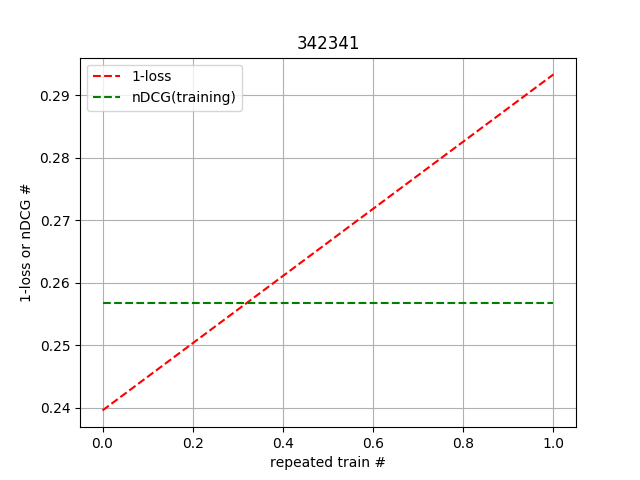 342341
1-loss
nDCG(training)
1-loss or nDCG #
0.29
0.28
0.27
0.26
0.25
0.24
0.0 0.2 0.4 0.6 0.8 1.0
repeated train #